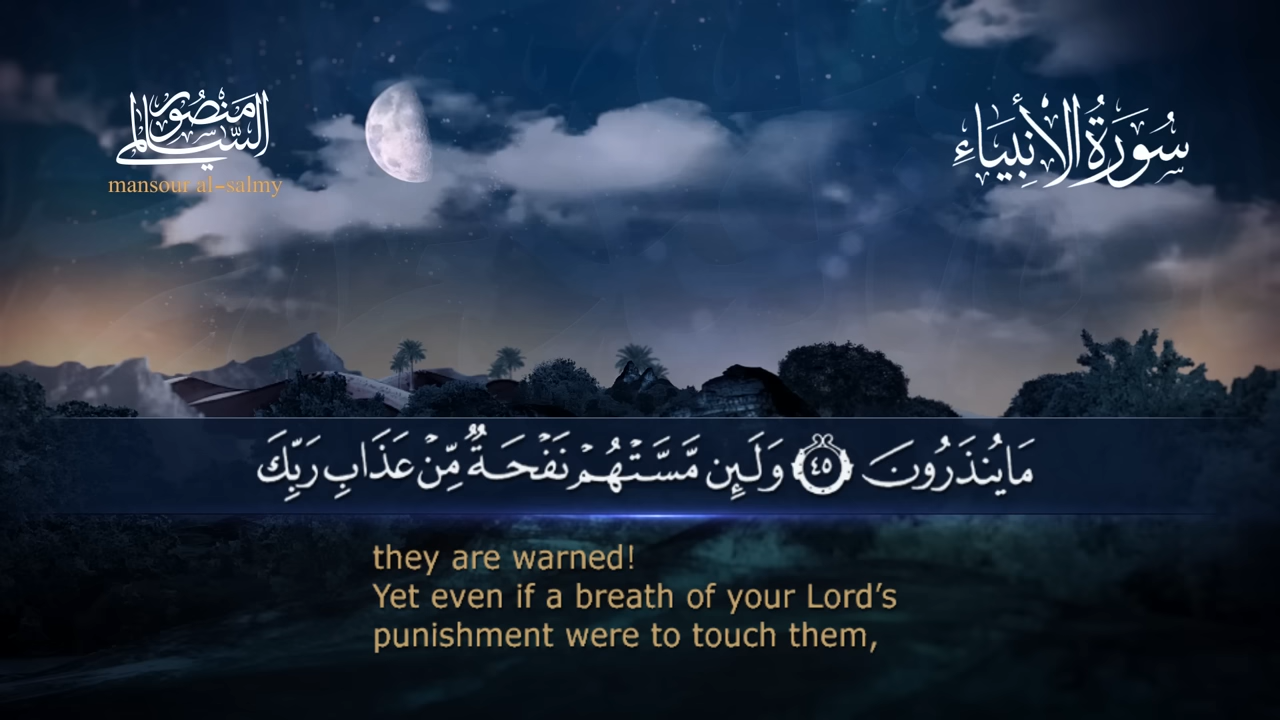 منصور السالمي
mansour al-salmy
سُورَةُ الأَنبِيَاء
مَا يُنذَرُونَ ٤٥ وَلَئِن مَّسَّتْهُمْ نَفْحَةٌ مِّنْ عَذَابِ رَبِّكَ
they are warned!
Yet even if a breath of your Lord’s
punishment were to touch them,